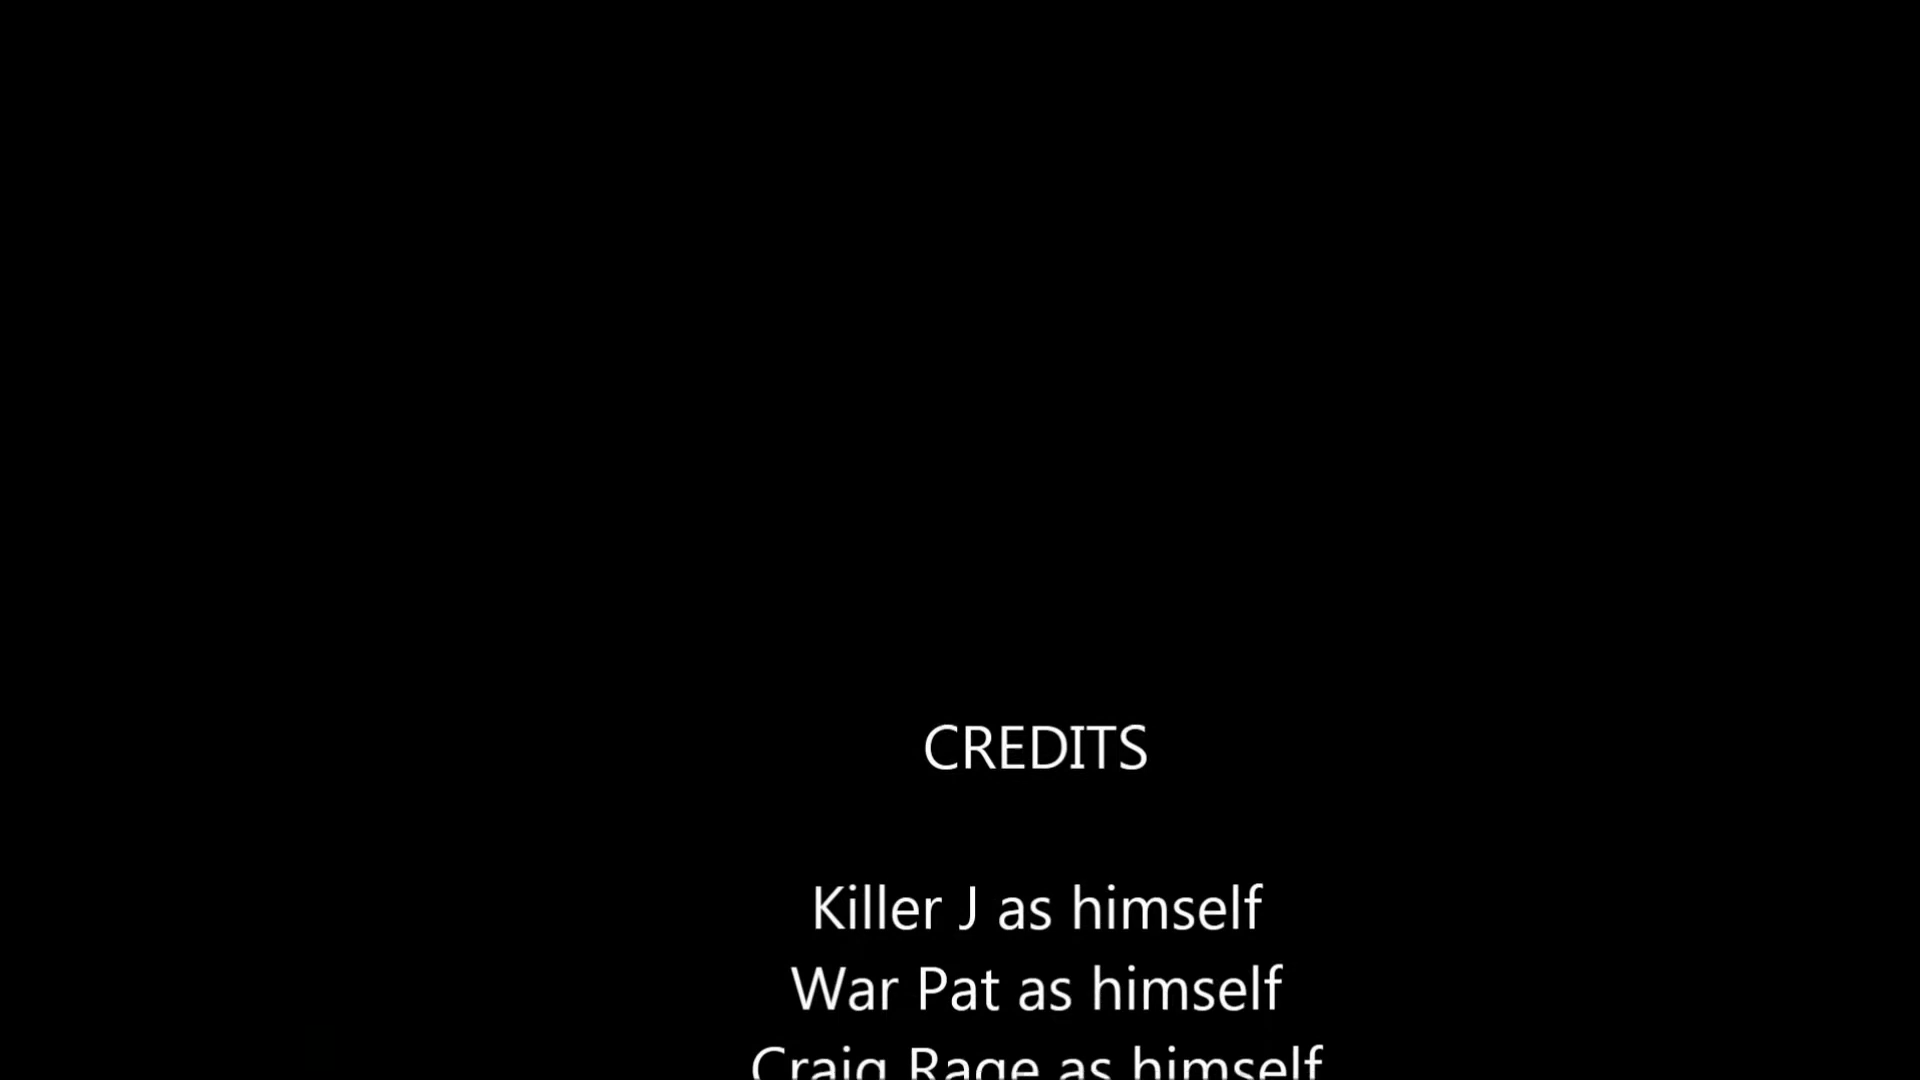 CREDITS
Killer J as himself
War Pat as himself
Craig Rage as himself